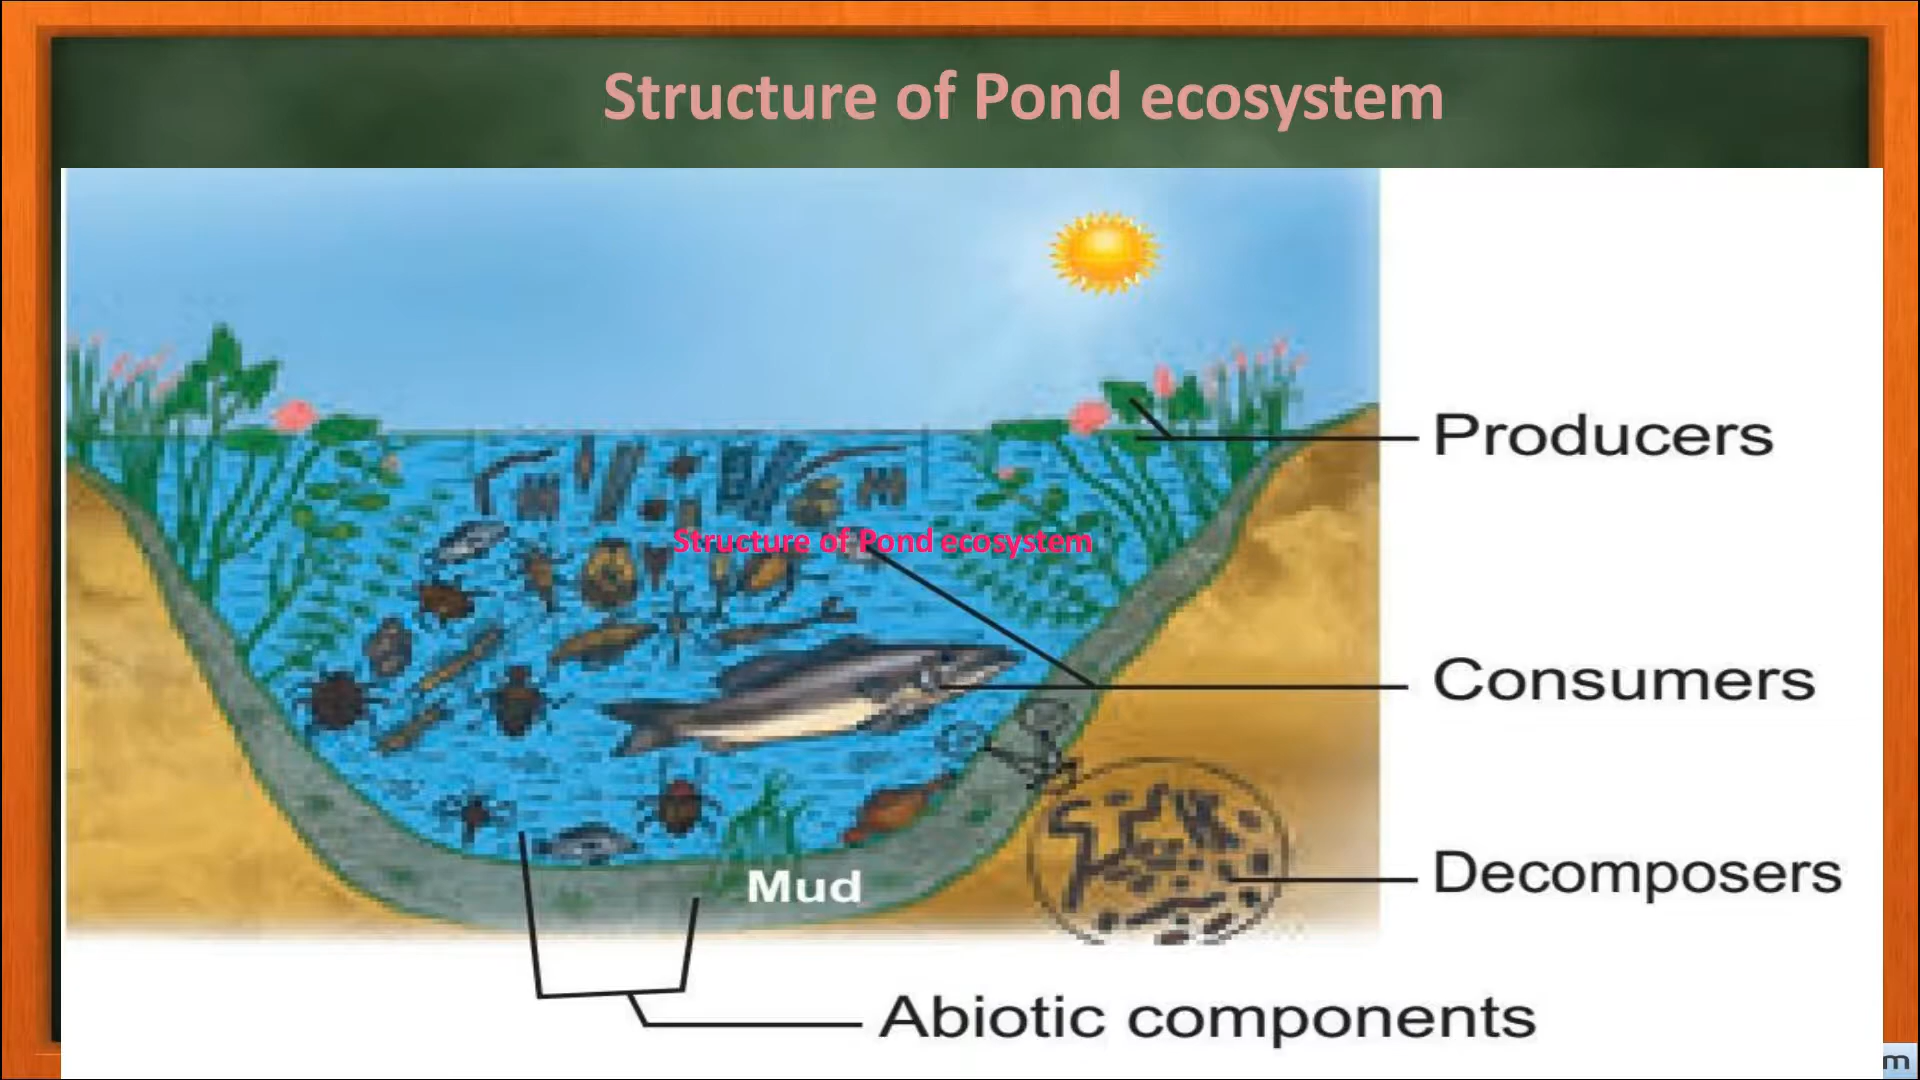 Structure of Pond ecosystem
Producers
Structure of Pond ecosystem
Consumers
Decomposers
Mud
Abiotic components
m